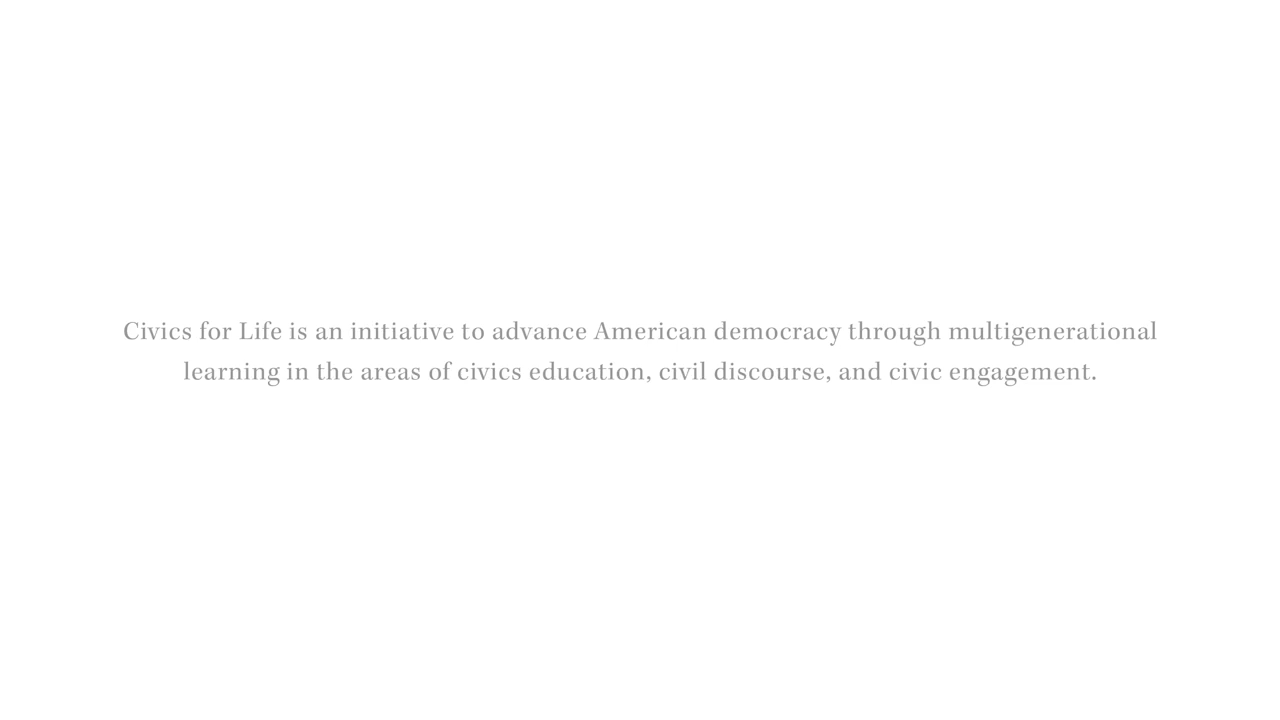 Civics for Life is an initiative to advance American democracy through multigenerational
learning in the areas of civics education, civil discourse, and civic engagement.